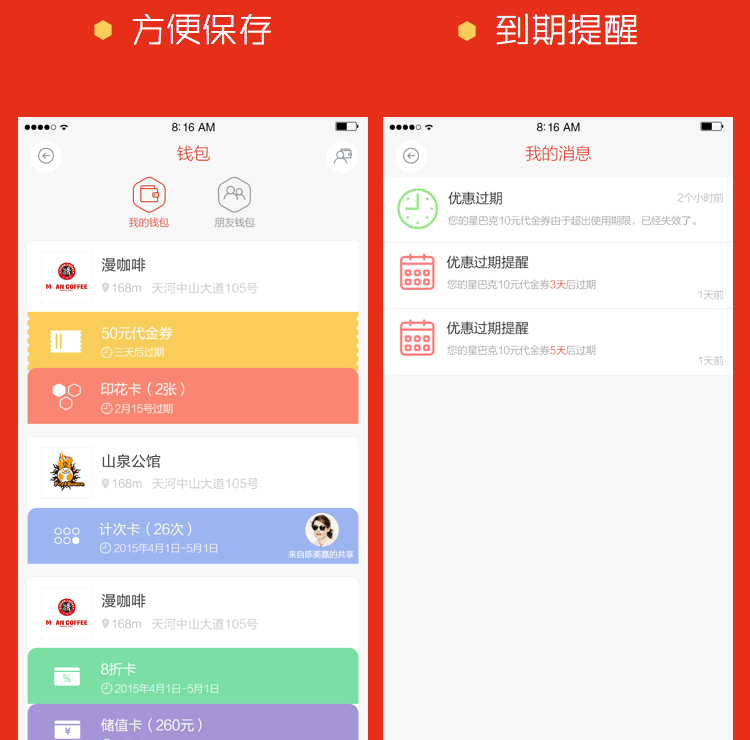 方便保存
到期提醒
8:16 AM
钱包
我的钱包
朋友钱包
漫咖啡
M AN COFFEE
168m 天河中山大道105号
50元代金券
三天后过期
印花卡（2张）
2月15号过期
山泉公馆
168m 天河中山大道105号
计次卡（26次）
2015年4月1日-5月1日
来自陈美嘉的共享
漫咖啡
M AN COFFEE
168m 天河中山大道105号
%
8折卡
2015年4月1日-5月1日
¥
储值卡（260元）
8:16 AM
我的消息
优惠过期
2个小时前
您的星巴克10元代金券由于超出使用期限，已经失效了。
优惠过期提醒
您的星巴克10元代金券3天后过期
1天前
优惠过期提醒
您的星巴克10元代金券5天后过期
1天前